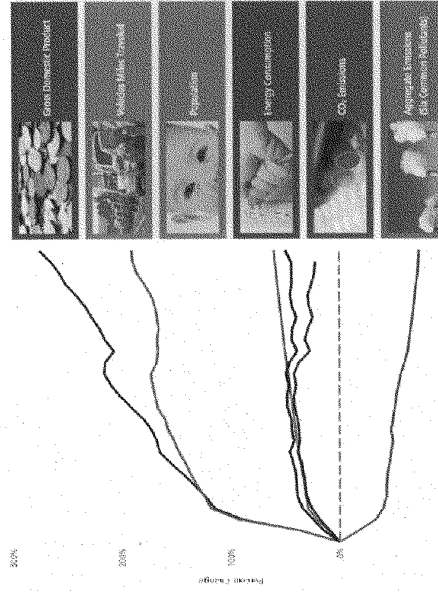 Gross Domestic Product
Vehicles Miles Traveled
Population
Energy Consumption
CO₂ Emissions
Aggregate Emissions
(Six Common Pollutants)
300%
200%
100%
0%
Percent Change